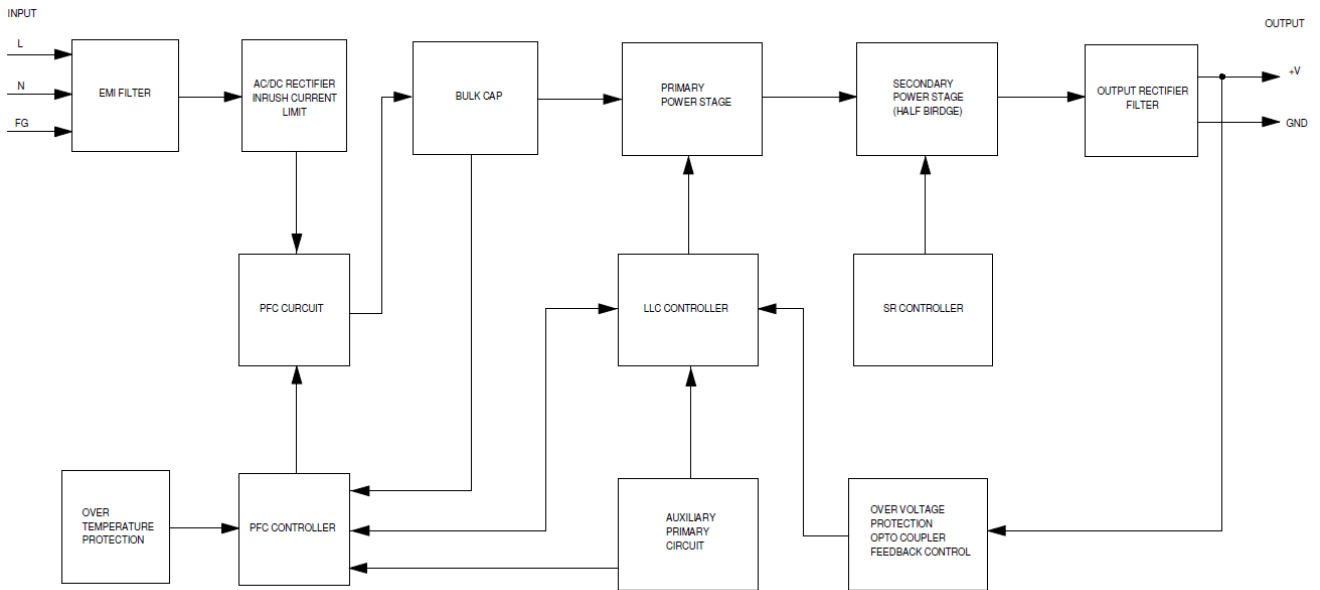 INPUT
OUTPUT
L
N
FG
EMI FILTER
AC/DC RECTIFIER
INRUSH CURRENT
LIMIT
BULK CAP
PRIMARY
POWER STAGE
SECONDARY
POWER STAGE
(HALF BIRDGE)
OUTPUT RECTIFIER
FILTER
+V
GND
PFC CURCUIT
LLC CONTROLLER
SR CONTROLLER
OVER
TEMPERATURE
PROTECTION
PFC CONTROLLER
AUXILIARY
PRIMARY
CIRCUIT
OVER VOLTAGE
PROTECTION
OPTO COUPLER
FEEDBACK CONTROL